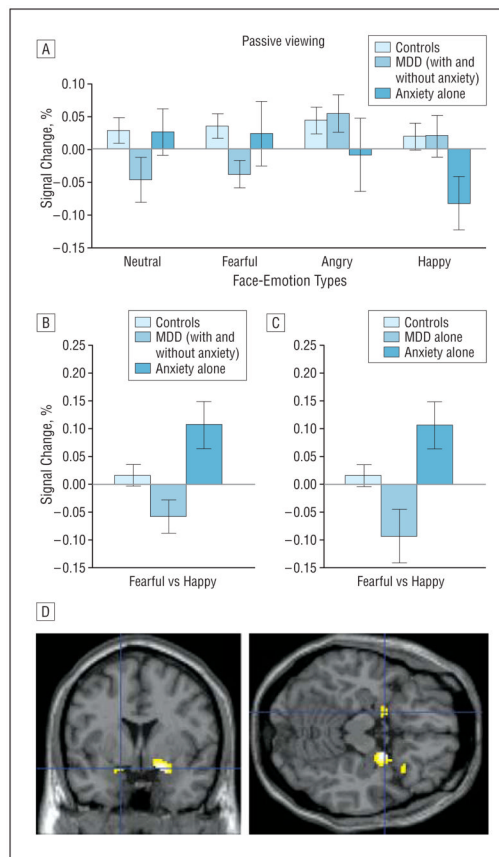 A
Passive viewing
Controls
MDD (with and
without anxiety)
Anxiety alone
Signal Change, %
0.10
0.05
0.00
−0.05
−0.10
−0.15
Neutral
Fearful
Angry
Happy
Face-Emotion Types
B
Controls
MDD (with and
without anxiety)
Anxiety alone
Signal Change, %
0.25
0.20
0.15
0.10
0.05
0.00
−0.05
−0.10
−0.15
Fearful vs Happy
C
Controls
MDD alone
Anxiety alone
0.25
0.20
0.15
0.10
0.05
0.00
−0.05
−0.10
−0.15
Fearful vs Happy
D